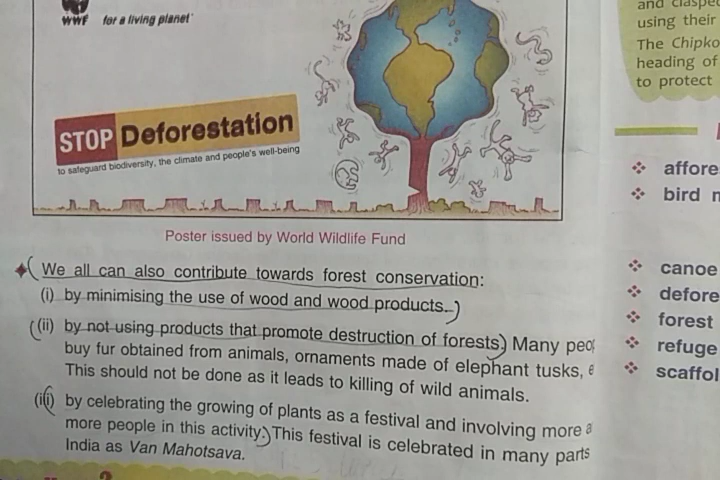 WWF for a living planet
STOP Deforestation
to safeguard biodiversity, the climate and people's well-being
Poster issued by World Wildlife Fund
We all can also contribute towards forest conservation:
(i) by minimising the use of wood and wood products.
(ii) by not using products that promote destruction of forests. Many
buy fur obtained from animals, ornaments made of elephant tusks,
This should not be done as it leads to killing of wild animals.
(iii) by celebrating the growing of plants as a festival and involving more
more people in this activity. This festival is celebrated in many parts
India as Van Mahotsava.
and
using their
The Chipko
heading of
to protect
affore
bird
canoe
defore
forest
refuge
scaffol